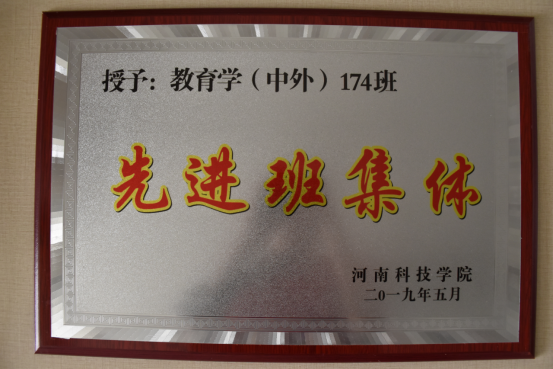 授予：教育学（中外）174班
先进班集体
河南科技学院
二0一九年五月